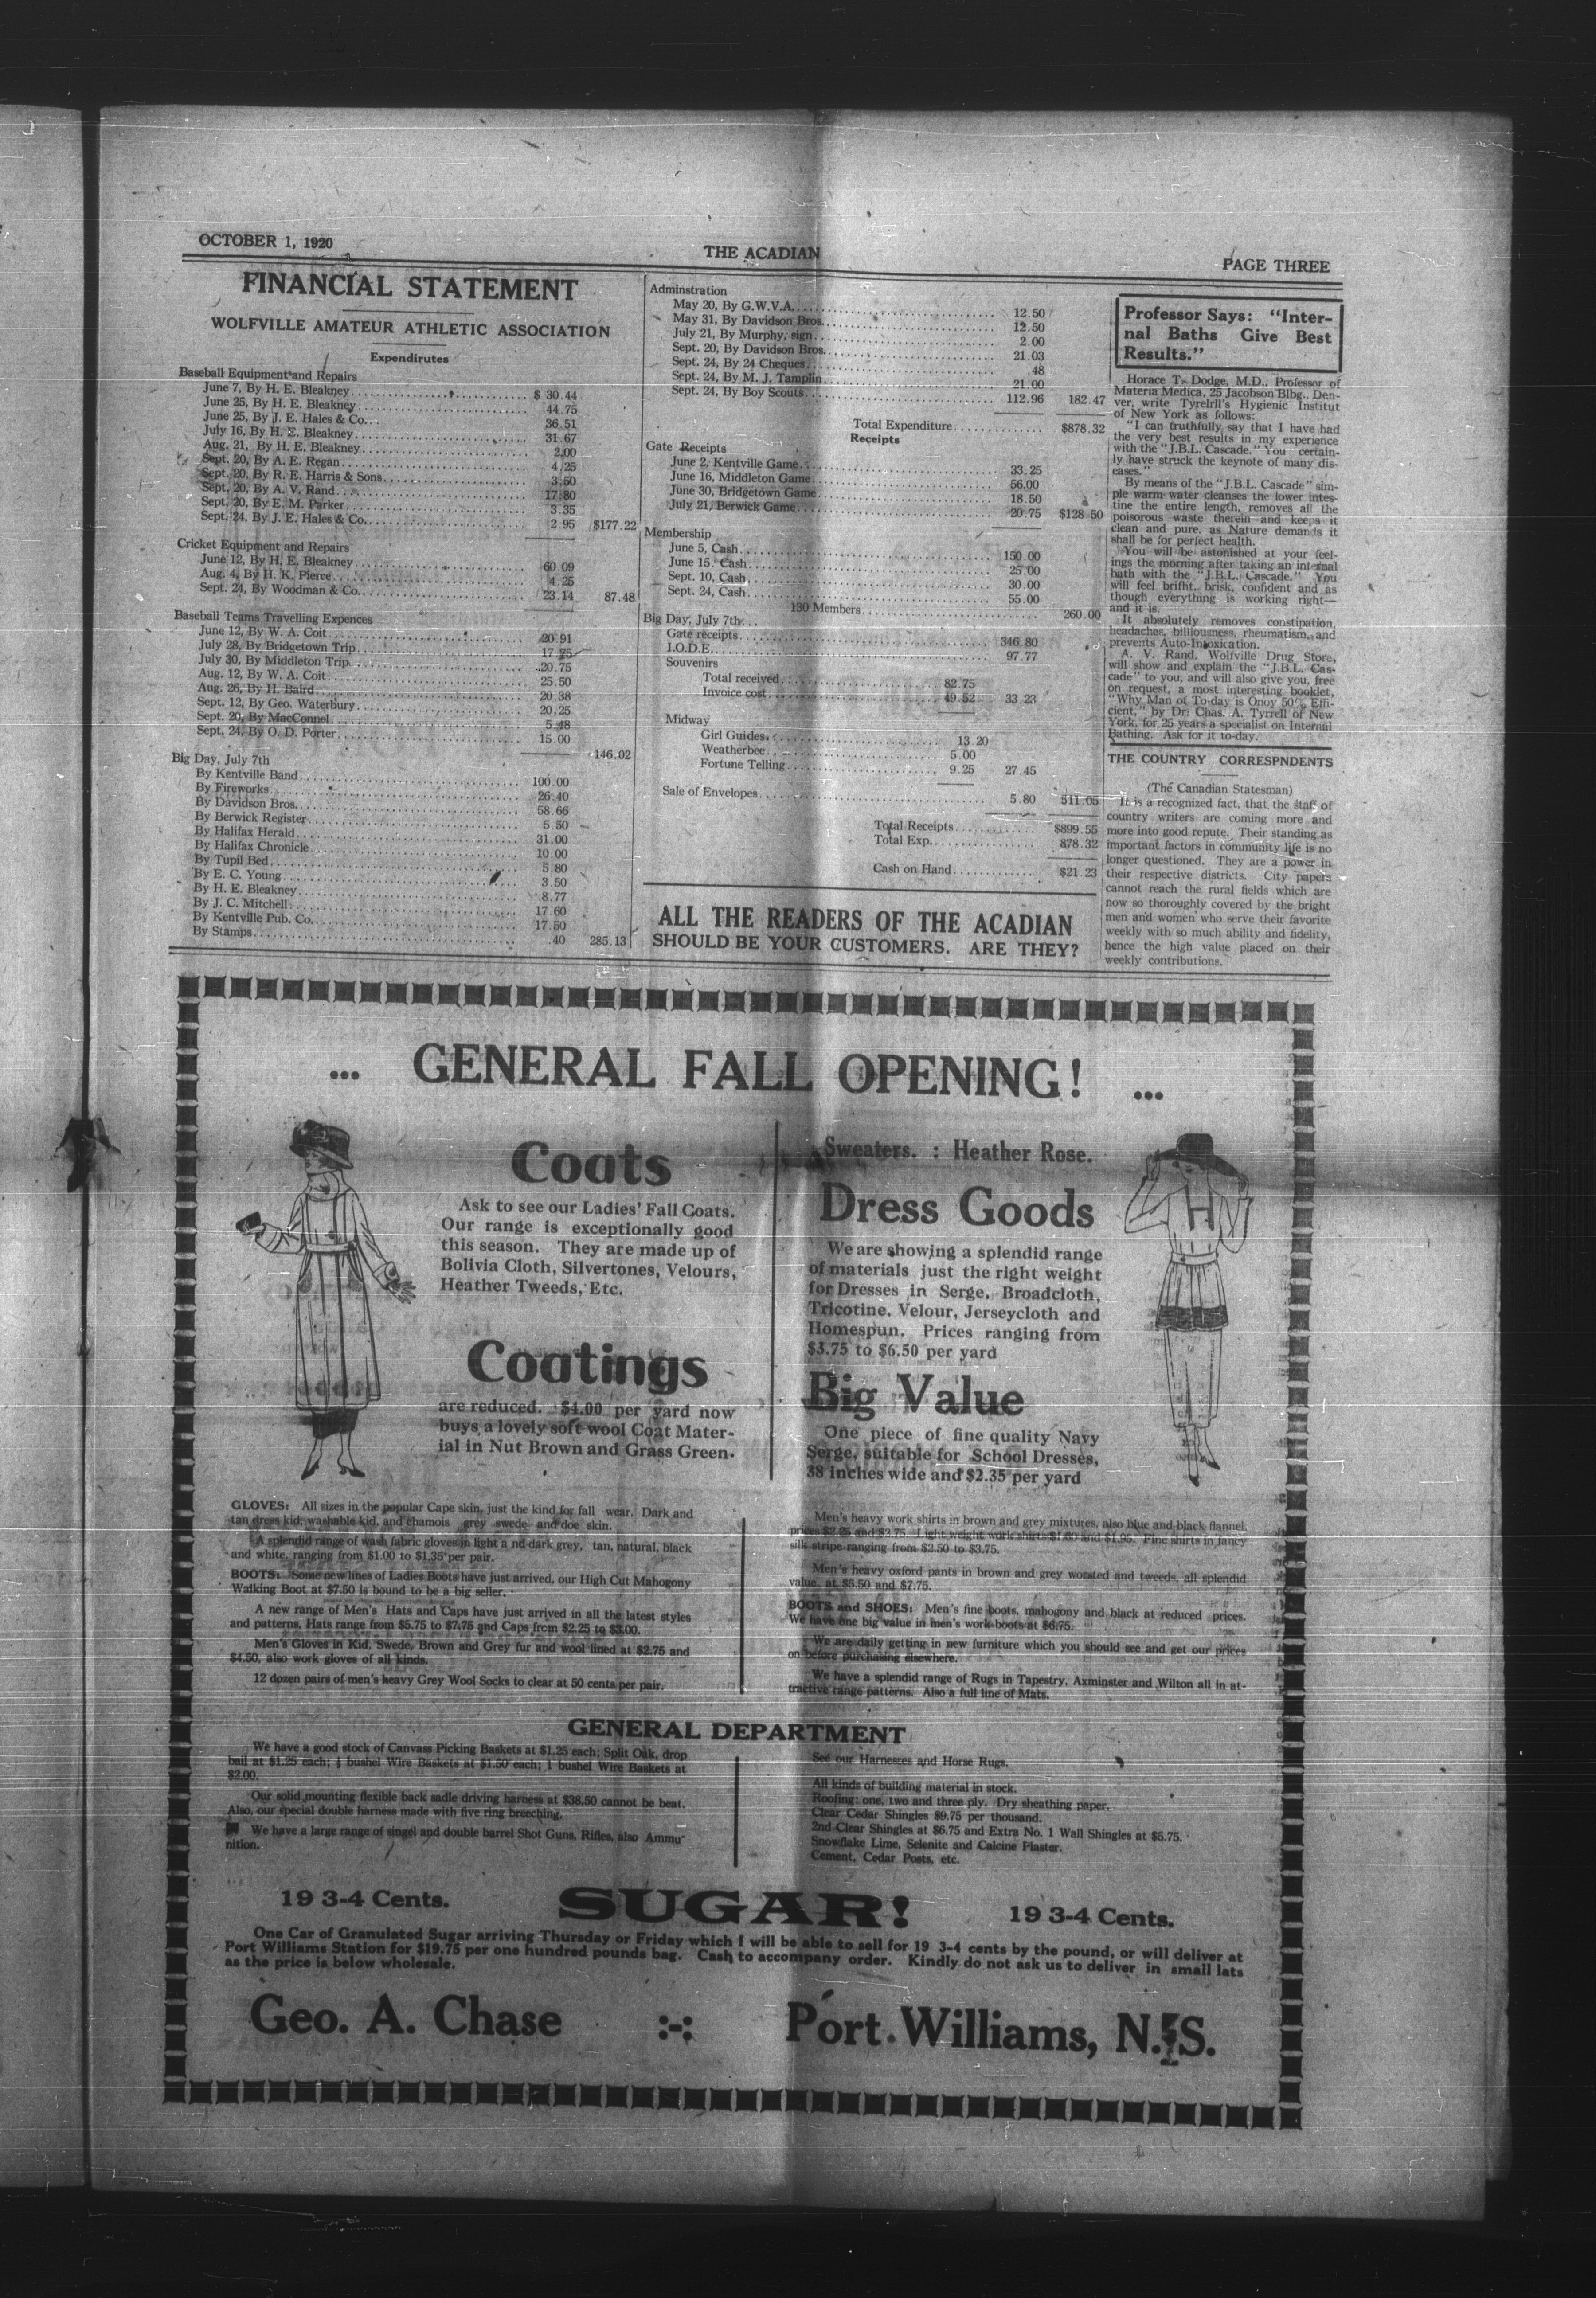 OCTOBER 1, 1920
THE ACADIAN
PAGE THREE
FINANCIAL STATEMENT
WOLFVILLE AMATEUR ATHLETIC ASSOCIATION
Expendirutes
Baseball Equipment and Repairs
June 7, By H. E. Bleakney $ 30.44
June 25, By H. E. Bleakney 44.75
June 25, By J. E. Hales & Co. 36.51
July 16, By H. E. Bleakney 31.67
Aug. 21, By H. E. Bleakney 2.00
Sept. 20, By A. E. Regan 4.25
Sept. 20, By R. E. Harris & Sons 3.50
Sept. 20, By A. V. Rand 17.80
Sept. 20, By E. M. Parker 3.35
Sept. 24, By J. E. Hales & Co. 2.95 $177.22
Cricket Equipment and Repairs
June 12, By H. E. Bleakney 60.09
Aug. 4, By H. K. Pierce 4.25
Sept. 24, By Woodman & Co. 23.14 87.48
Baseball Teams Travelling Expences
June 12, By W. A. Coit 20.91
July 28, By Bridgetown Trip 17.75
July 30, By Middleton Trip 20.75
Aug. 12, By W. A. Coit 25.50
Aug. 26, By H. Baird 20.38
Sept. 12, By Geo. Waterbury 20.25
Sept. 20, By MacConnel 5.48
Sept. 24, By O. D. Porter 15.00
146.02
Big Day, July 7th
By Kentville Band 100.00
By Fireworks 26.40
By Davidson Bros. 58.66
By Berwick Register 5.50
By Halifax Herald 31.00
By Halifax Chronicle 10.00
By Tupil Bed 5.80
By E. C. Young 3.50
By H. E. Bleakney 8.77
By J. C. Mitchell 17.60
By Kentville Pub. Co. 17.50
By Stamps .40 285.13
Adminstration
May 20, By G.W.V.A. 12.50
May 31, By Davidson Bros. 12.50
July 21, By Murphy, sign 2.00
Sept. 20, By Davidson Bros. 21.03
Sept. 24, By 24 Cheques .48
Sept. 24, By M. J. Tamplin 21.00
Sept. 24, By Boy Scouts 112.96 182.47
Total Expenditure $878.32
Receipts
Gate Receipts
June 2, Kentville Game 33.25
June 16, Middleton Game 56.00
June 30, Bridgetown Game 18.50
July 21, Berwick Game 20.75 $128.50
Membership
June 5, Cash 150.00
June 15, Cash 25.00
Sept. 10, Cash 30.00
Sept. 24, Cash 55.00
130 Members 260.00
Big Day, July 7th
Gate receipts 346.80
I.O.D.E. 97.77
Souvenirs
Total received 82.75
Invoice cost 49.52 33.23
Midway
Girl Guides 13.20
Weatherbee 5.00
Fortune Telling 9.25 27.45
Sale of Envelopes 5.80 511.05
Total Receipts $899.55
Total Exp. 878.32
Cash on Hand $21.23
ALL THE READERS OF THE ACADIAN
SHOULD BE YOUR CUSTOMERS. ARE THEY?
Professor Says: "Inter-
nal Baths Give Best
Results."
Horace T. Dodge, M.D., Professor of
Materia Medica, 25 Jacobson Blbg., Den-
ver, write Tyrelrll's Hygienic Institut
of New York as follows:
"I can truthfully say that I have had
the very best results in my experience
with the "J.B.L. Cascade." You certain-
ly have struck the keynote of many dis-
eases."
By means of the "J.B.L. Cascade" sim-
ple warm water cleanses the lower intes-
tine the entire length, removes all the
poisorous waste therein and keeps it
clean and pure, as Nature demands it
shall be for perfect health.
You will be astonished at your feel-
ings the morning after taking an internal
bath with the "J.B.L. Cascade." You
will feel brifht, brisk, confident and as
though everything is working right—
and it is.
It absolutely removes constipation,
headaches, billiousness, rheumatism, and
prevents Auto-Intoxication.
A. V. Rand, Wolfville Drug Store,
will show and explain the "J.B.L. Cas-
cade" to you, and will also give you, free
on request, a most interesting booklet,
"Why Man of To-day is Onoy 50% Effi-
cient," by Dr. Chas. A. Tyrrell of New
York, for 25 years a specialist on Internal
Bathing. Ask for it to-day.
THE COUNTRY CORRESPNDENTS
(The Canadian Statesman)
It is a recognized fact, that the staff of
country writers are coming more and
more into good repute. Their standing as
important factors in community life is no
longer questioned. They are a power in
their respective districts. City papers
cannot reach the rural fields which are
now so thoroughly covered by the bright
men and women who serve their favorite
weekly with so much ability and fidelity,
hence the high value placed on their
weekly contributions.
... GENERAL FALL OPENING! ...
Coats
Ask to see our Ladies' Fall Coats.
Our range is exceptionally good
this season. They are made up of
Bolivia Cloth, Silvertones, Velours,
Heather Tweeds, Etc.
Coatings
are reduced. $4.00 per yard now
buys a lovely soft wool Coat Mater-
ial in Nut Brown and Grass Green.
Sweaters. : Heather Rose.
Dress Goods
We are showing a splendid range
of materials just the right weight
for Dresses in Serge, Broadcloth,
Tricotine, Velour, Jerseycloth and
Homespun. Prices ranging from
$3.75 to $6.50 per yard
Big Value
One piece of fine quality Navy
Serge, suitable for School Dresses,
38 inches wide and $2.35 per yard
GLOVES: All sizes in the popular Cape skin, just the kind for fall wear. Dark and
tan dress kid, washable kid, and chamois grey swede and doe skin.
A splendid range of wash fabric gloves in light a nd dark grey, tan, natural, black
and white, ranging from $1.00 to $1.35 per pair.
BOOTS: Some new lines of Ladies Boots have just arrived, our High Cut Mahogony
Walking Boot at $7.50 is bound to be a big seller.
A new range of Men's Hats and Caps have just arrived in all the latest styles
and patterns. Hats range from $5.75 to $7.75 and Caps from $2.25 to $3.00.
Men's Gloves in Kid, Swede, Brown and Grey fur and wool lined at $2.75 and
$4.50, also work gloves of all kinds.
12 dozen pairs of men's heavy Grey Wool Socks to clear at 50 cents per pair.
Men's heavy work shirts in brown and grey mixtures, also blue and black flannel,
prices $2.25 and $3.75. Light weight work shirts $1.60 and $1.95. Fine shirts in fancy
silk stripe ranging from $2.50 to $3.75.
Men's heavy oxford pants in brown and grey worsted and tweeds, all splendid
value, at $5.50 and $7.75.
BOOTS and SHOES: Men's fine boots, mahogony and black at reduced prices.
We have one big value in men's work boots at $6.75.
We are daily getting in new furniture which you should see and get our prices
on before purchasing elsewhere.
We have a splendid range of Rugs in Tapestry, Axminster and Wilton all in at-
tractive range patterns. Also a full line of Mats.
GENERAL DEPARTMENT
We have a good stock of Canvass Picking Baskets at $1.25 each; Split Oak, drop
bail at $1.25 each; ½ bushel Wire Baskets at $1.50 each; 1 bushel Wire Baskets at
$2.00.
Our solid mounting flexible back sadle driving harness at $38.50 cannot be beat.
Also, our special double harness made with five ring breeching.
We have a large range of singel and double barrel Shot Guns, Rifles, also Ammu-
nition.
See our Harnesses and Horse Rugs.
All kinds of building material in stock.
Roofing: one, two and three ply. Dry sheathing paper.
Clear Cedar Shingles $9.75 per thousand.
2nd Clear Shingles at $6.75 and Extra No. 1 Wall Shingles at $5.75.
Snowflake Lime, Selenite and Calcine Plaster.
Cement, Cedar Posts, etc.
19 3-4 Cents. SUGAR! 19 3-4 Cents.
One Car of Granulated Sugar arriving Thursday or Friday which I will be able to sell for 19 3-4 cents by the pound, or will deliver at
Port Williams Station for $19.75 per one hundred pounds bag. Cash to accompany order. Kindly do not ask us to deliver in small lats
as the price is below wholesale.
Geo. A. Chase :-: Port Williams, N. S.